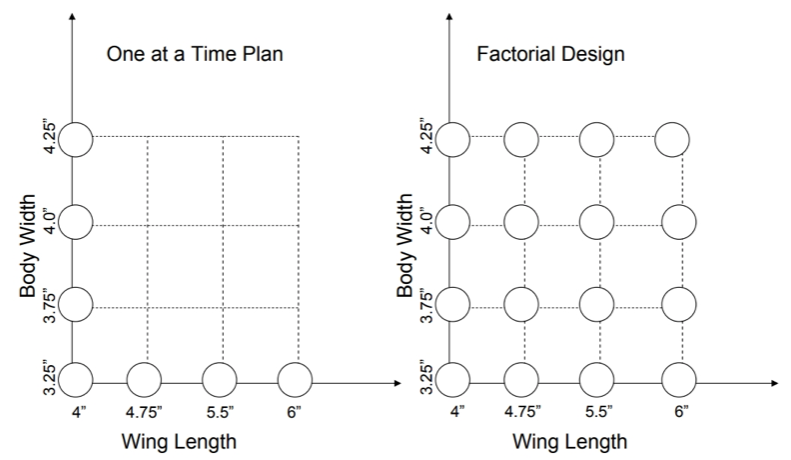 One at a Time Plan
Body Width
4.25”
4.0”
3.75”
3.25”
4”
4.75”
5.5”
6”
Wing Length
Factorial Design
Body Width
4.25”
4.0”
3.75”
3.25”
4”
4.75”
5.5”
6”
Wing Length